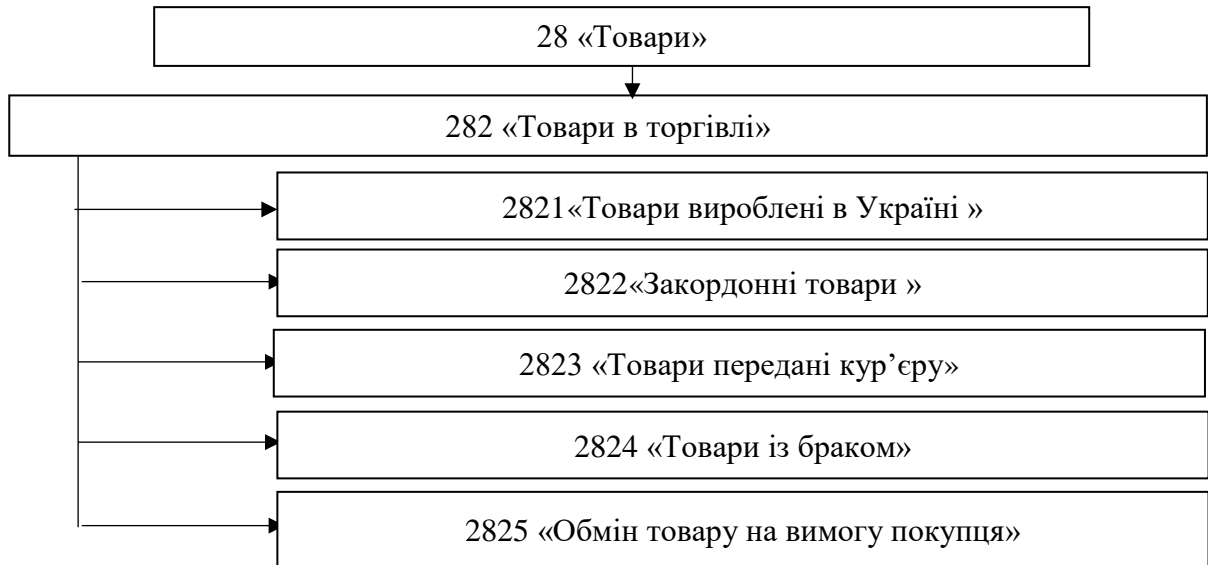 28 «Товари»
282 «Товари в торгівлі»
2821«Товари вироблені в Україні »
2822«Закордонні товари »
2823 «Товари передані кур’єру»
2824 «Товари із браком»
2825 «Обмін товару на вимогу покупця»